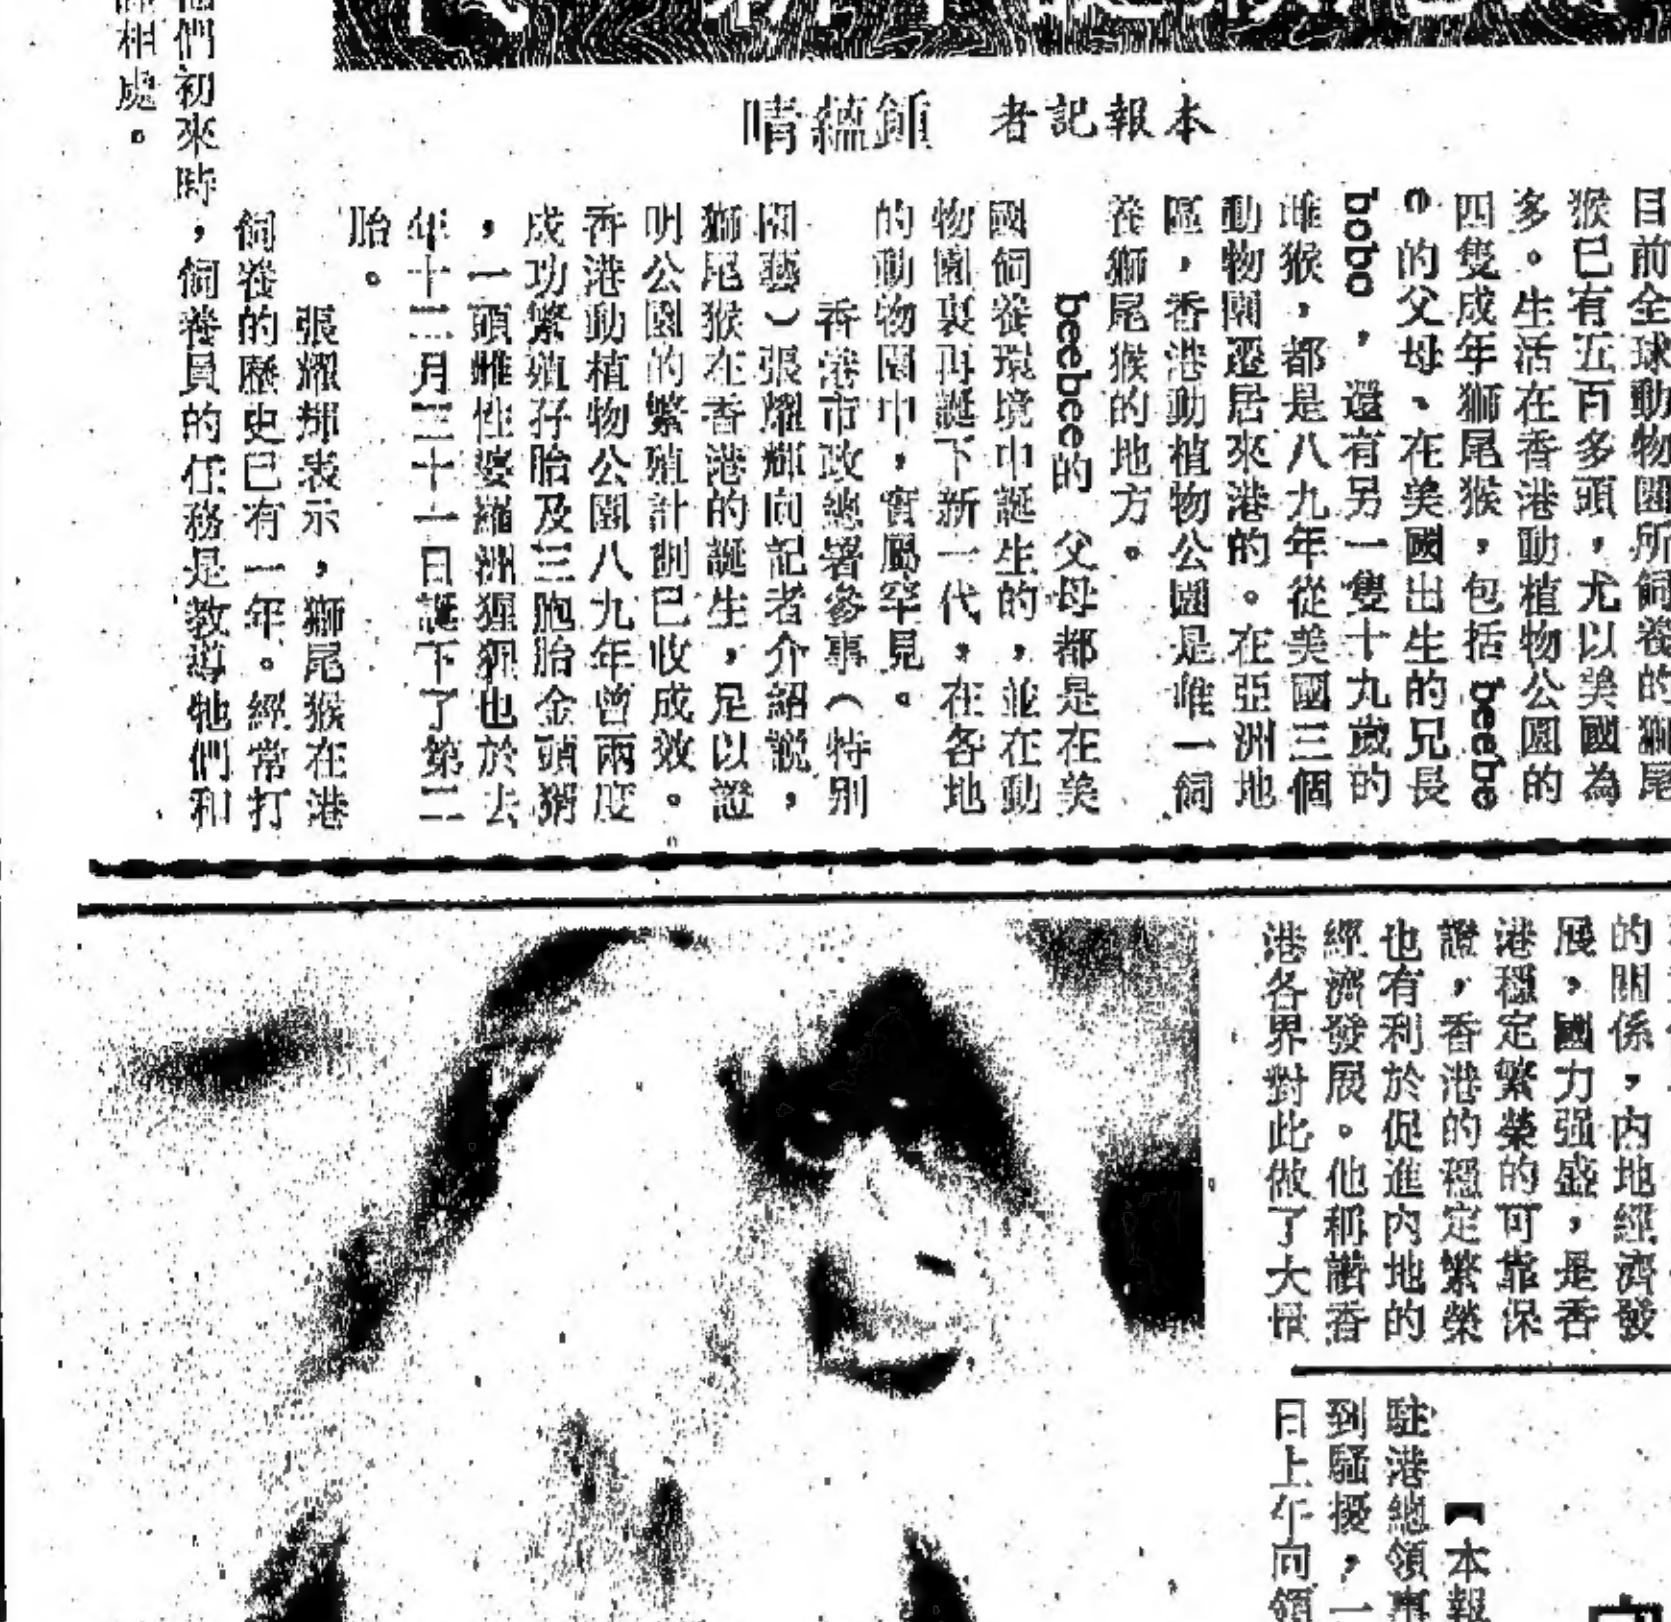 本報記者　鍾蘊晴
目前全球動物園所飼養的獅尾
猴已有五百多頭，尤以美國為
多。生活在香港動植物公園的
四隻成年獅尾猴，包括 beebe
e 的父母、在美國出生的兄長
bobo，還有另一隻十九歲的
雌猴，都是八九年從美國三個
動物園遷居來港的。在亞洲地
區，香港動植物公園是唯一飼
養獅尾猴的地方。
beebee的　父母都是在美
國飼養環境中誕生的，並在動
物園裏再誕下新一代，在各地
的動物園中，實屬罕見。
香港市政總署參事（特別
園藝）張耀輝向記者介紹說，
獅尾猴在香港的誕生，足以證
明公園的繁殖計劃已收成效。
香港動植物公園八九年曾兩度
成功繁殖孖胎及三胞胎金頭猾
，一頭雌性婆羅洲猩猩也於去
年十二月三十一日誕下了第二
胎。
張耀輝表示，獅尾猴在港
飼養的歷史已有一年。經常打
們初來時，飼養員的任務是教導牠們和
相處。
的關係，內地經濟發
展，國力强盛，是香
港穩定繁榮的可靠保
證，香港的穩定繁榮
也有利於促進內地的
經濟發展。他稱讚香
港各界對此做了大量
【本報
駐港總領事
到騷擾，一
日上午向領